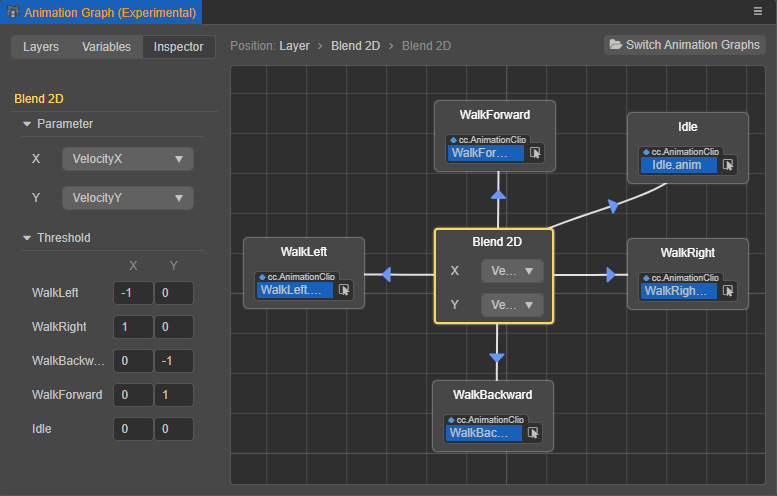 Animation Graph (Experimental)
Layers Variables Inspector
Position: Layer > Blend 2D > Blend 2D
Switch Animation Graphs
Blend 2D
Parameter
X VelocityX
Y VelocityY
Threshold
X Y
WalkLeft -1 0
WalkRight 1 0
WalkBackw... 0 -1
WalkForward 0 1
Idle 0 0
WalkForward
cc.AnimationClip
WalkFor...
Idle
cc.AnimationClip
Idle.anim
WalkLeft
cc.AnimationClip
WalkLeft....
Blend 2D
X Ve...
Y Ve...
WalkRight
cc.AnimationClip
WalkRigh...
WalkBackward
cc.AnimationClip
WalkBac...